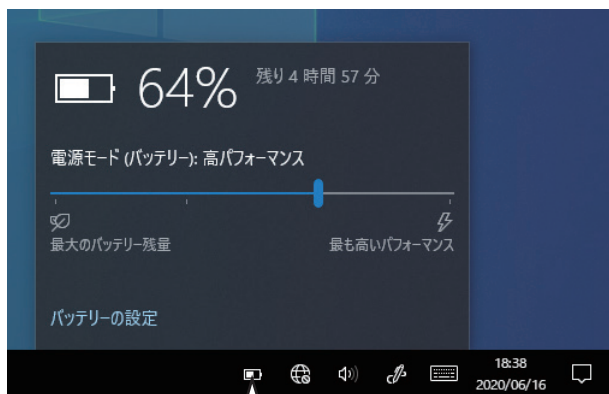 64%
残り 4 時間 57 分
電源モード (バッテリー): 高パフォーマンス
最大のバッテリー残量
最も高いパフォーマンス
バッテリーの設定
18:38
2020/06/16